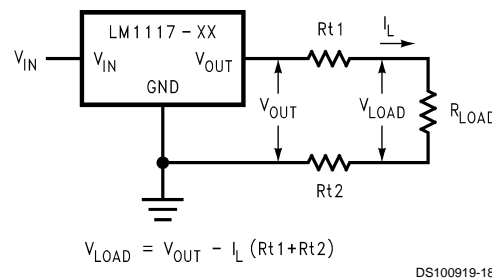 LM1117-XX
Rt1
I_L
V_IN
V_IN
V_OUT
GND
V_OUT
V_LOAD
R_LOAD
Rt2
V_LOAD = V_OUT - I_L (Rt1+Rt2)
DS100919-18